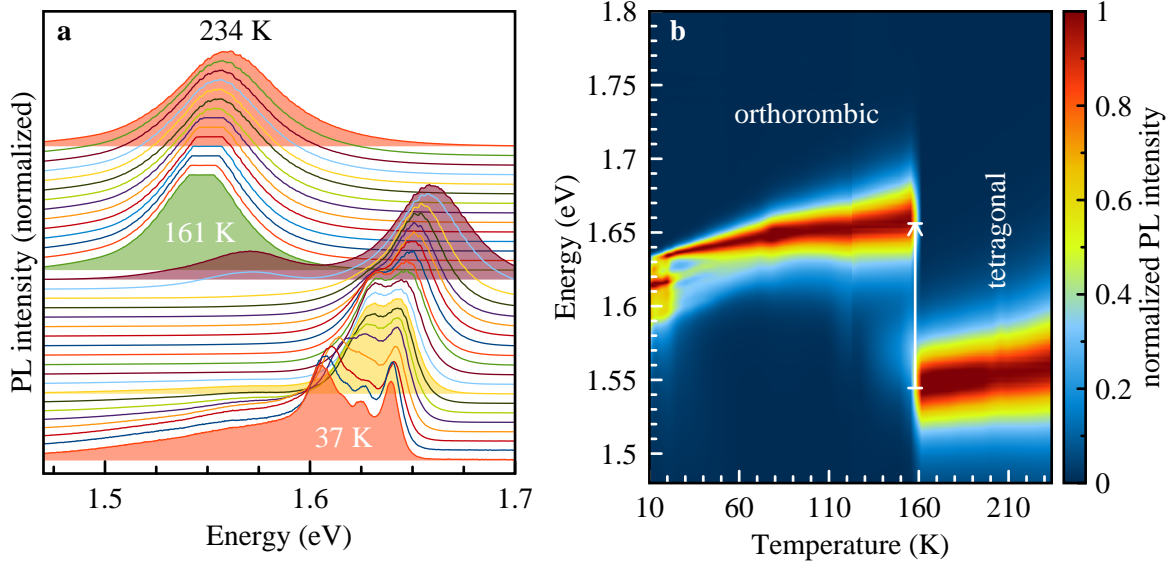 a
234 K
161 K
37 K
PL intensity (normalized)
1.5
1.6
1.7
Energy (eV)
b
orthorombic
tetragonal
1.8
1.75
1.7
1.65
1.6
1.55
1.5
Energy (eV)
10
60
110
160
210
Temperature (K)
1
0.8
0.6
0.4
0.2
0
normalized PL intensity